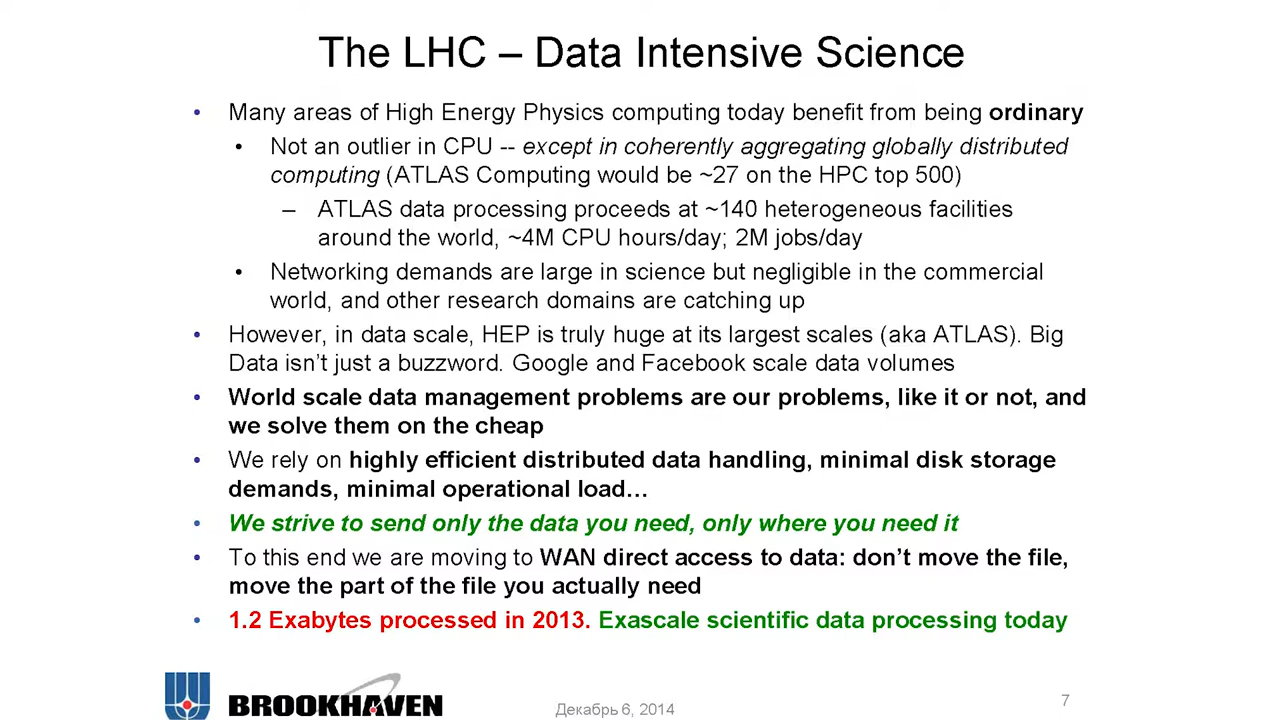 The LHC – Data Intensive Science
• Many areas of High Energy Physics computing today benefit from being ordinary
• Not an outlier in CPU -- except in coherently aggregating globally distributed
computing (ATLAS Computing would be ~27 on the HPC top 500)
– ATLAS data processing proceeds at ~140 heterogeneous facilities
around the world, ~4M CPU hours/day; 2M jobs/day
• Networking demands are large in science but negligible in the commercial
world, and other research domains are catching up
• However, in data scale, HEP is truly huge at its largest scales (aka ATLAS). Big
Data isn’t just a buzzword. Google and Facebook scale data volumes
• World scale data management problems are our problems, like it or not, and
we solve them on the cheap
• We rely on highly efficient distributed data handling, minimal disk storage
demands, minimal operational load…
• We strive to send only the data you need, only where you need it
• To this end we are moving to WAN direct access to data: don’t move the file,
move the part of the file you actually need
• 1.2 Exabytes processed in 2013. Exascale scientific data processing today
BROOKHAVEN
Декабрь 6, 2014
7